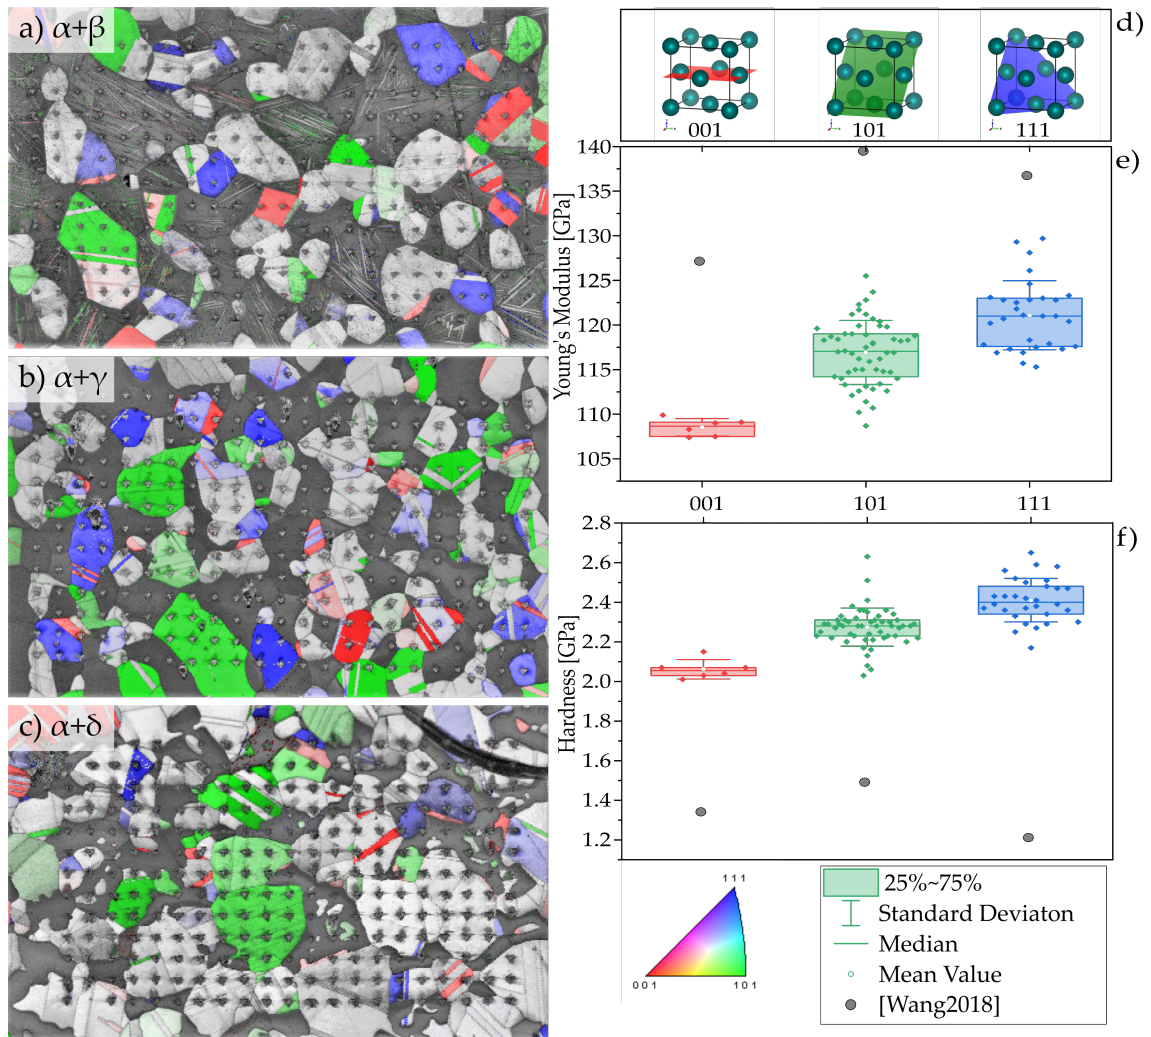 a) α+β
b) α+γ
c) α+δ
d)
001 101 111
e)
Young's Modulus [GPa]
140
135
130
125
120
115
110
105
001 101 111
f)
Hardness [GPa]
2.8
2.6
2.4
2.2
2.0
1.8
1.6
1.4
1.2
111
001 101
25%~75%
Standard Deviaton
Median
Mean Value
[Wang2018]